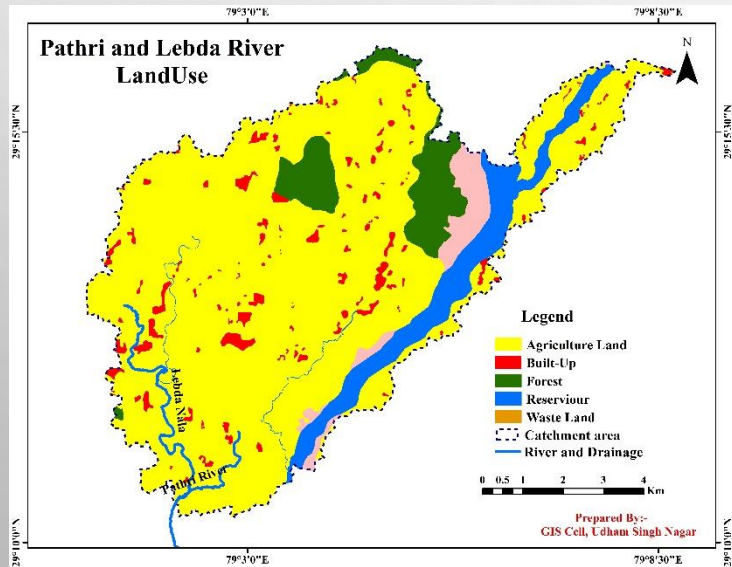 79°3'0"E
79°8'30"E
Pathri and Lebda River
LandUse
N
29°15'30"N
29°15'30"N
Legend
Agriculture Land
Built-Up
Forest
Reserviour
Waste Land
Catchment area
River and Drainage
Lebda Nala
Pathri River
0 0.5 1 2 3 4
Km
Prepared By:-
GIS Cell, Udham Singh Nagar
29°10'0"N
29°10'0"N
79°3'0"E
79°8'30"E